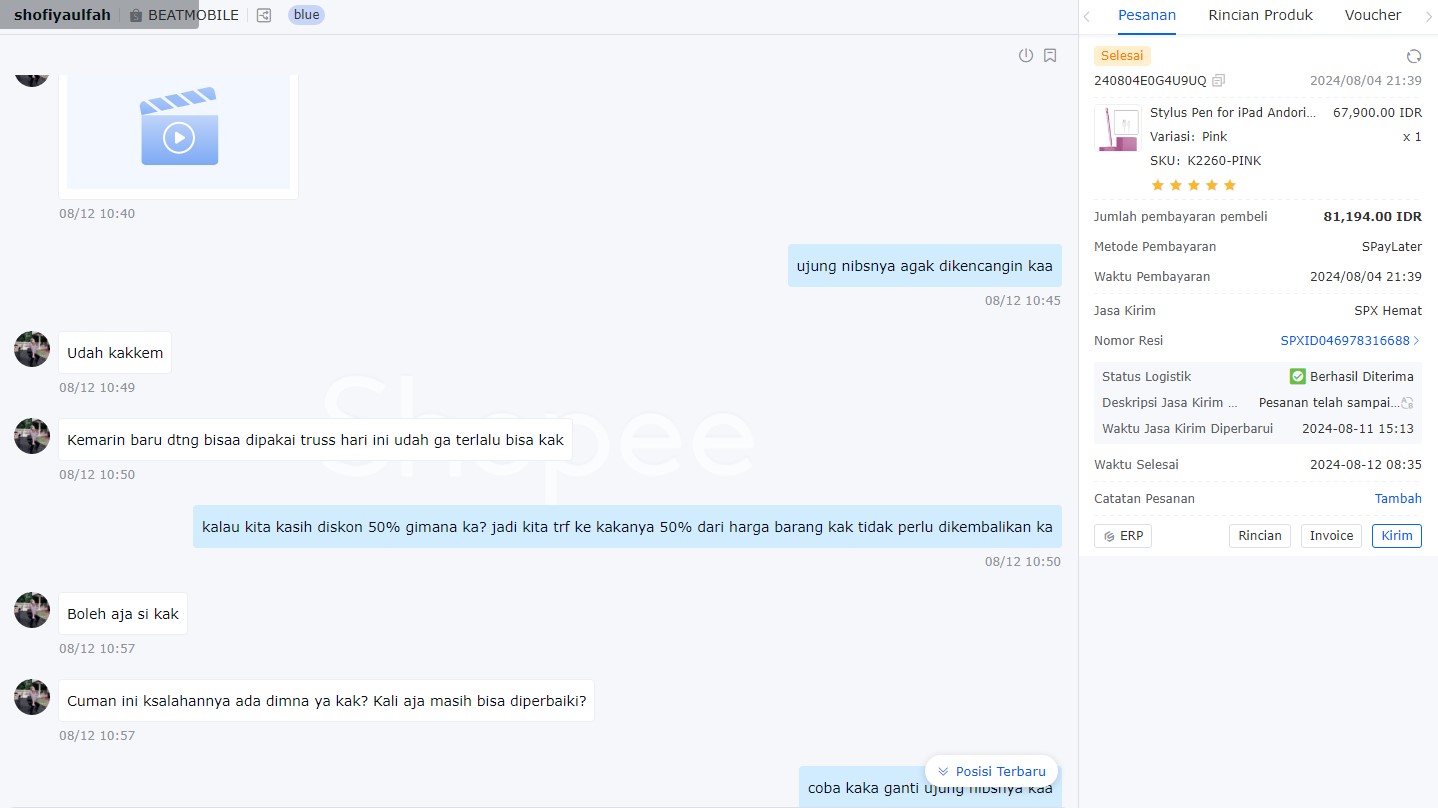 shofiyaulfah
BEATMOBILE
blue
08/12 10:40
ujung nibsnya agak dikencangin kaa
08/12 10:45
Udah kakkem
08/12 10:49
Shopee
Kemarin baru dtng bisaa dipakai truss hari ini udah ga terlalu bisa kak
08/12 10:50
kalau kita kasih diskon 50% gimana ka? jadi kita trf ke kakanya 50% dari harga barang kak tidak perlu dikembalikan ka
08/12 10:50
Boleh aja si kak
08/12 10:57
Cuman ini ksalahannya ada dimna ya kak? Kali aja masih bisa diperbaiki?
08/12 10:57
Posisi Terbaru
coba kaka ganti ujung nibsnya kaa
Pesanan Rincian Produk Voucher
Selesai
240804E0G4U9UQ 2024/08/04 21:39
Stylus Pen for iPad Andori... 67,900.00 IDR
Variasi: Pink x 1
SKU: K2260-PINK
Jumlah pembayaran pembeli 81,194.00 IDR
Metode Pembayaran SPayLater
Waktu Pembayaran 2024/08/04 21:39
Jasa Kirim SPX Hemat
Nomor Resi SPXID046978316688
Status Logistik Berhasil Diterima
Deskripsi Jasa Kirim ... Pesanan telah sampai...
Waktu Jasa Kirim Diperbarui 2024-08-11 15:13
Waktu Selesai 2024-08-12 08:35
Catatan Pesanan Tambah
ERP Rincian Invoice Kirim